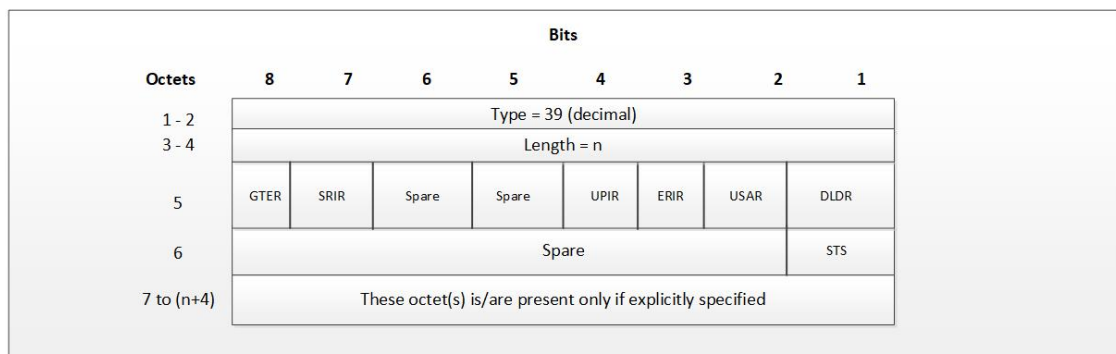 Bits
Octets 8 7 6 5 4 3 2 1
1 - 2 Type = 39 (decimal)
3 - 4 Length = n
5 GTER SRIR Spare Spare UPIR ERIR USAR DLDR
6 Spare STS
7 to (n+4) These octet(s) is/are present only if explicitly specified